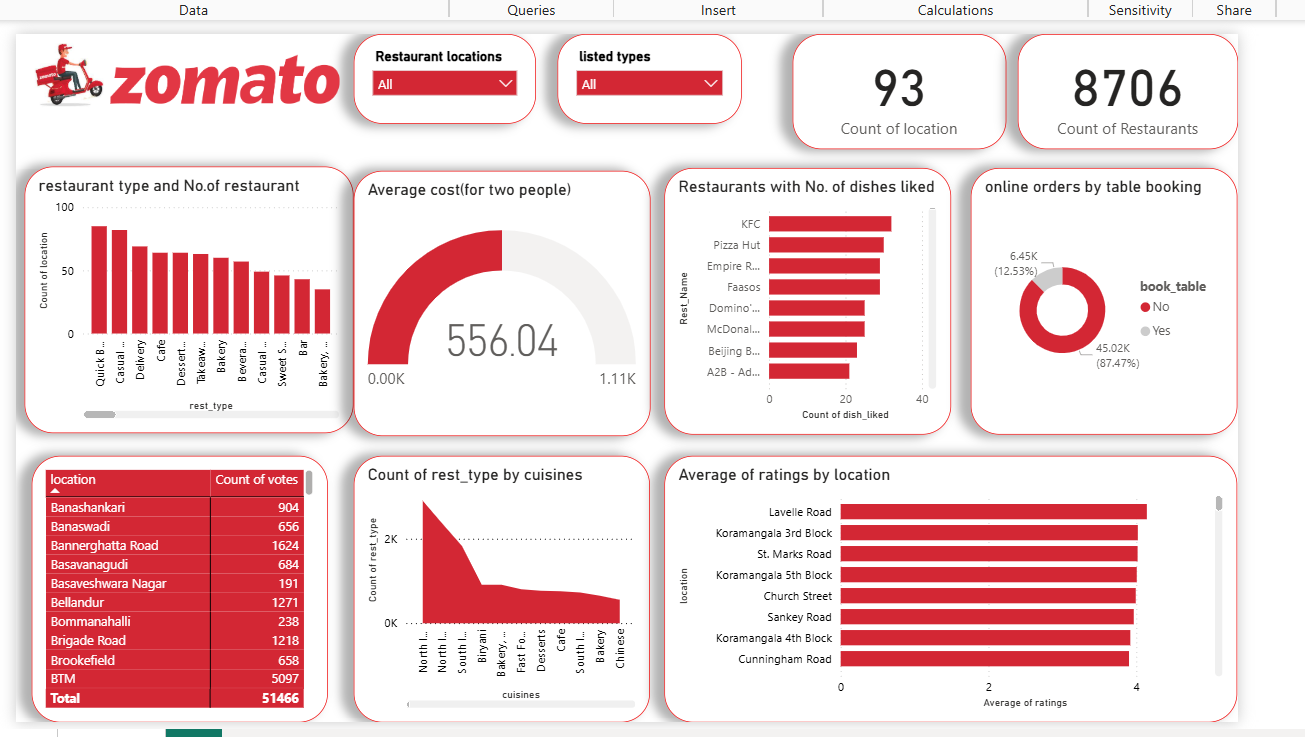 Data Queries Insert Calculations Sensitivity Share
zomato
Restaurant locations
All
listed types
All
93
Count of location
8706
Count of Restaurants
restaurant type and No.of restaurant
Count of location
100
50
0
Quick B...
Casual ...
Delivery
Cafe
Dessert...
Takeaw...
Bakery
Bevera...
Casual ...
Sweet S...
Bar
Bakery, ...
rest_type
Average cost(for two people)
556.04
0.00K
1.11K
Restaurants with No. of dishes liked
Rest_Name
KFC
Pizza Hut
Empire R...
Faasos
Domino'...
McDonal...
Beijing B...
A2B - Ad...
0 20 40
Count of dish_liked
online orders by table booking
6.45K
(12.53%)
45.02K
(87.47%)
book_table
No
Yes
location Count of votes
Banashankari 904
Banaswadi 656
Bannerghatta Road 1624
Basavanagudi 684
Basaveshwara Nagar 191
Bellandur 1271
Bommanahalli 238
Brigade Road 1218
Brookefield 658
BTM 5097
Total 51466
Count of rest_type by cuisines
Count of rest_type
2K
0K
North I...
North I...
South I...
Biryani
Bakery, ...
Fast Fo...
Desserts
Cafe
South I...
Bakery
Chinese
cuisines
Average of ratings by location
location
Lavelle Road
Koramangala 3rd Block
St. Marks Road
Koramangala 5th Block
Church Street
Sankey Road
Koramangala 4th Block
Cunningham Road
0 2 4
Average of ratings